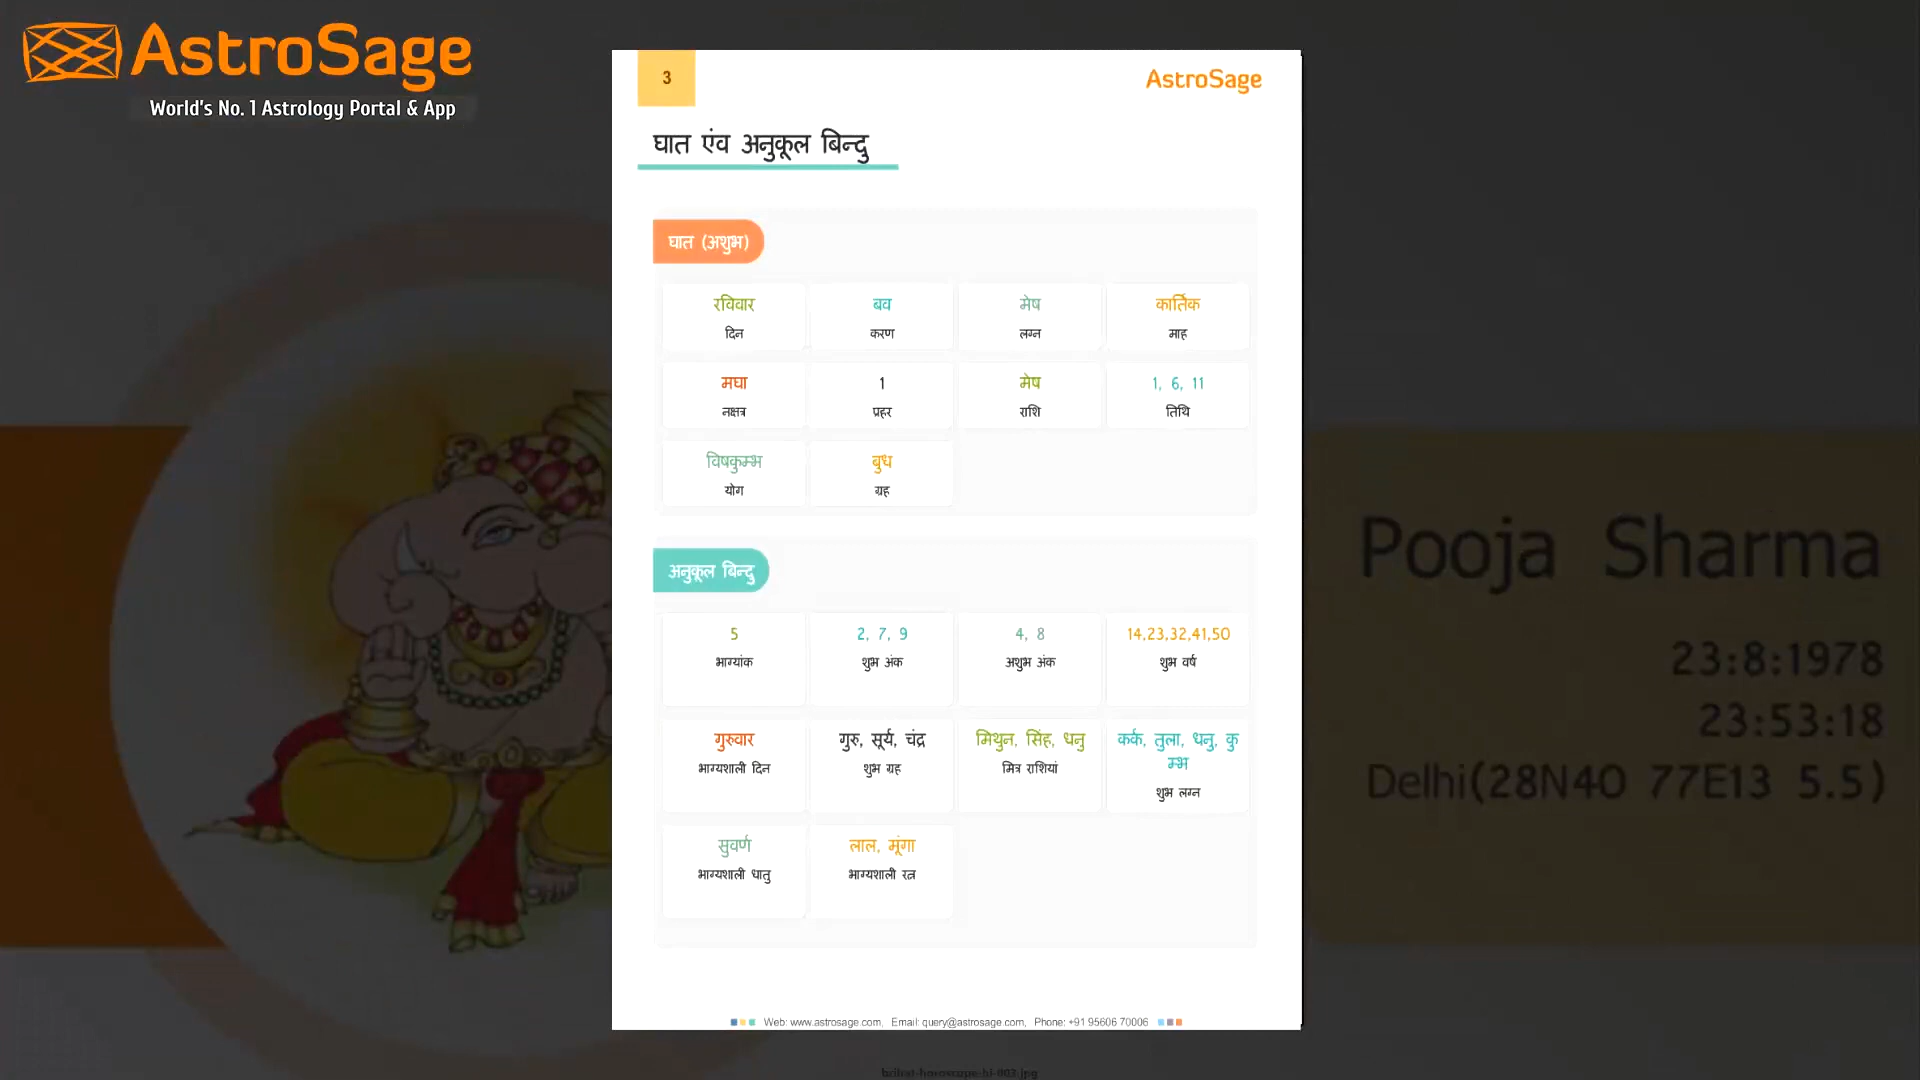 AstroSage
World's No. 1 Astrology Portal & App
3
AstroSage
घात एंव अनुकूल बिन्दु
घात (अशुभ)
रविवार बव मेष कार्तिक
दिन करण लग्न माह
मघा 1 मेष 1, 6, 11
नक्षत्र प्रहर राशि तिथि
विषकुम्भ बुध
योग ग्रह
अनुकूल बिन्दु
5 2, 7, 9 4, 8 14,23,32,41,50
भाग्यांक शुभ अंक अशुभ अंक शुभ वर्ष
गुरुवार गुरु, सूर्य, चंद्र मिथुन, सिंह, धनु कर्क, तुला, धनु, कु
म्भ
भाग्यशाली दिन शुभ ग्रह मित्र राशियां शुभ लग्न
सुवर्ण लाल, मूंगा
भाग्यशाली धातु भाग्यशाली रत्न
Web: www.astrosage.com, Email: query@astrosage.com, Phone: +91 95606 70006
Pooja Sharma
23:8:1978
23:53:18
Delhi(28N40 77E13 5.5)